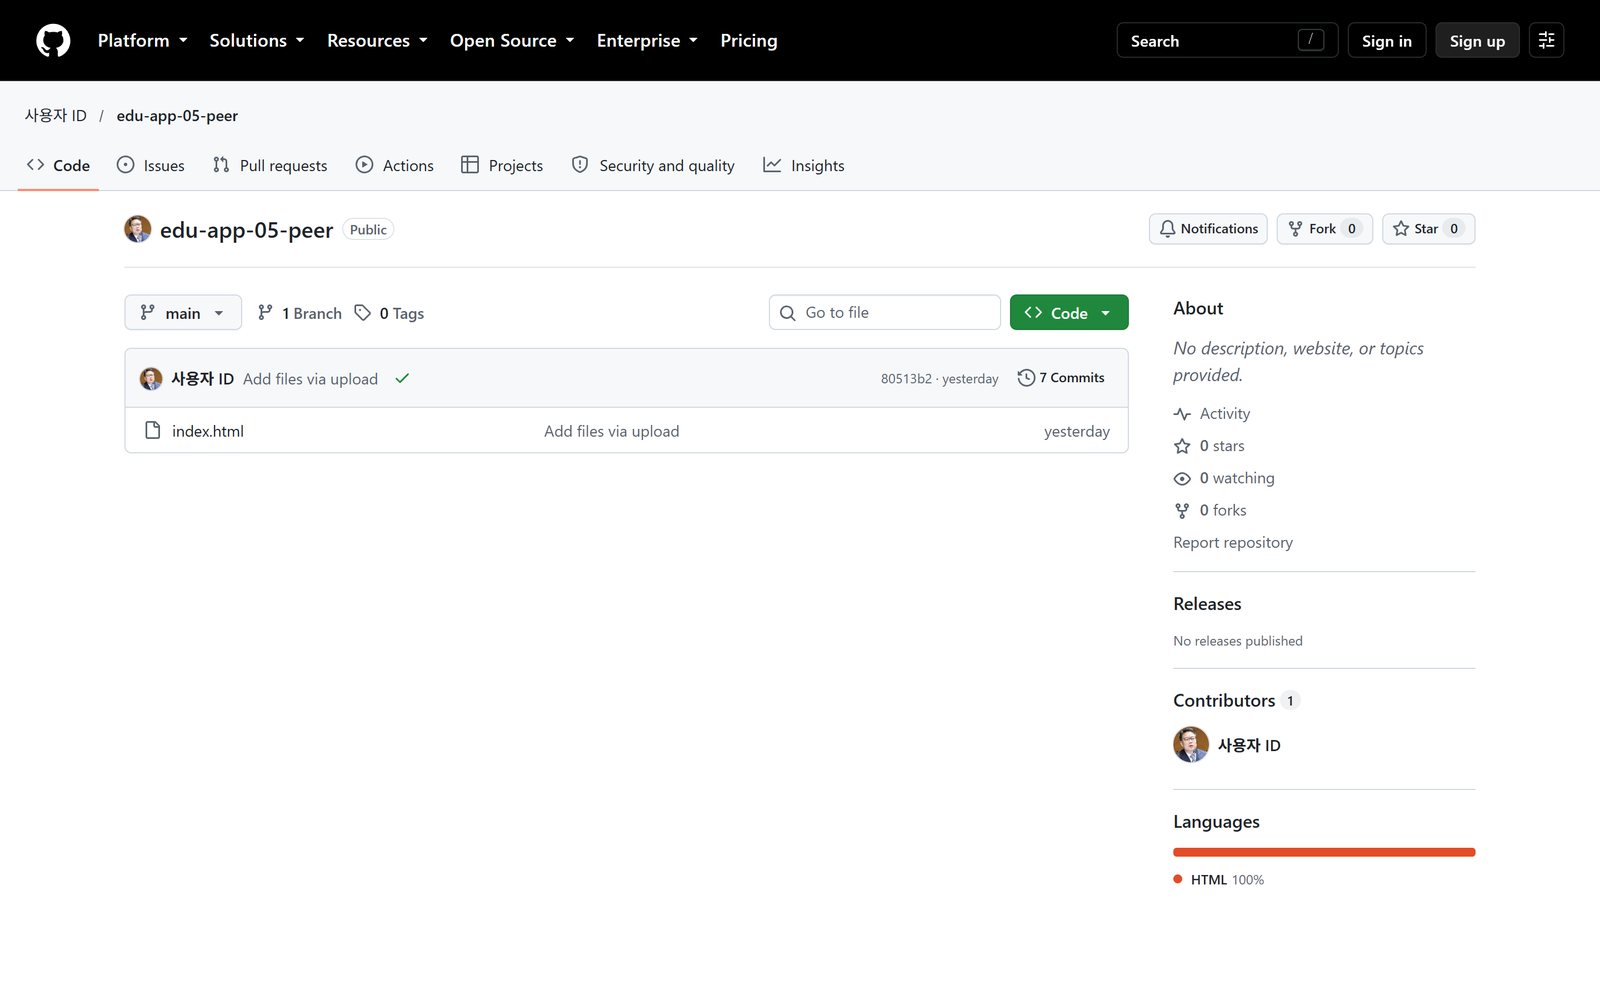 Platform Solutions Resources Open Source Enterprise Pricing Search / Sign in Sign up
사용자 ID / edu-app-05-peer
Code Issues Pull requests Actions Projects Security and quality Insights
edu-app-05-peer Public Notifications Fork 0 Star 0
main 1 Branch 0 Tags Go to file Code
사용자 ID Add files via upload 80513b2 · yesterday 7 Commits
index.html Add files via upload yesterday
About
No description, website, or topics
provided.
Activity
0 stars
0 watching
0 forks
Report repository
Releases
No releases published
Contributors 1
사용자 ID
Languages
HTML 100%